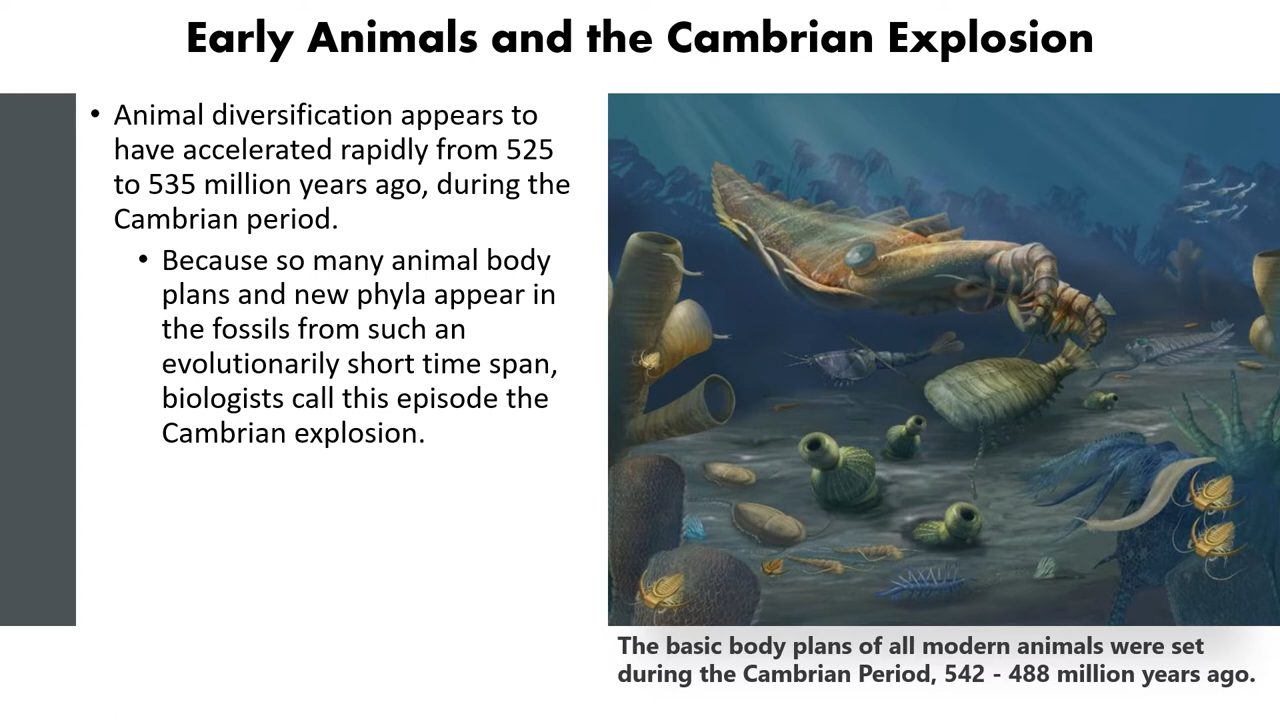 Early Animals and the Cambrian Explosion
• Animal diversification appears to
have accelerated rapidly from 525
to 535 million years ago, during the
Cambrian period.
• Because so many animal body
plans and new phyla appear in
the fossils from such an
evolutionarily short time span,
biologists call this episode the
Cambrian explosion.
The basic body plans of all modern animals were set
during the Cambrian Period, 542 - 488 million years ago.